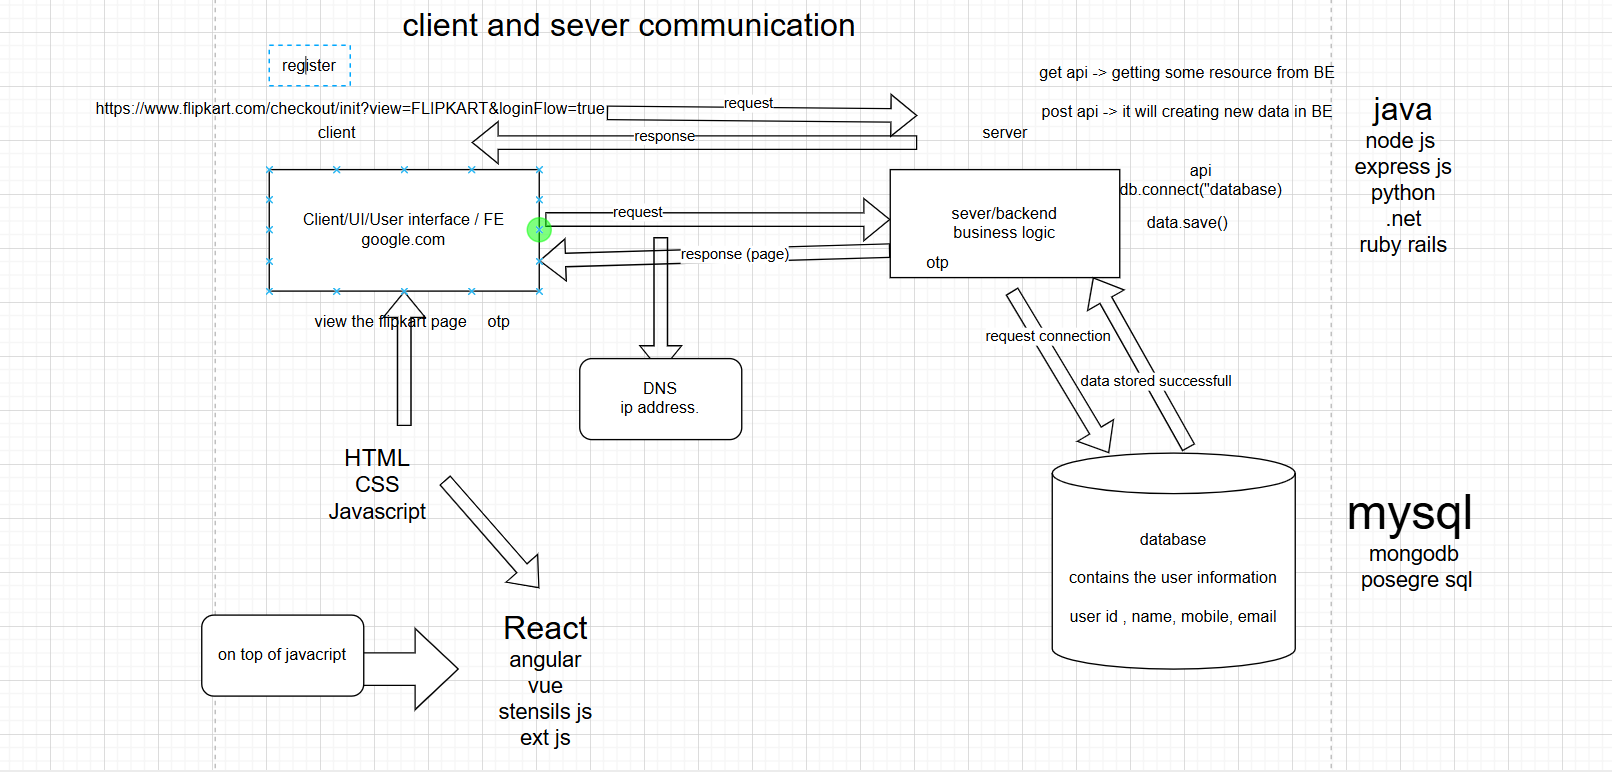 client and sever communication
register
get api -> getting some resource from BE
https://www.flipkart.com/checkout/init?view=FLIPKART&loginFlow=true
request
post api -> it will creating new data in BE
java
client
response
server
node js
express js
python
.net
ruby rails
api
db.connect("database)
data.save()
Client/UI/User interface / FE
google.com
request
response (page)
sever/backend
business logic
otp
view the flipkart page
otp
request connection
data stored successfull
DNS
ip address.
HTML
CSS
Javascript
mysql
mongodb
posegre sql
database
contains the user information
user id , name, mobile, email
on top of javacript
React
angular
vue
stensils js
ext js